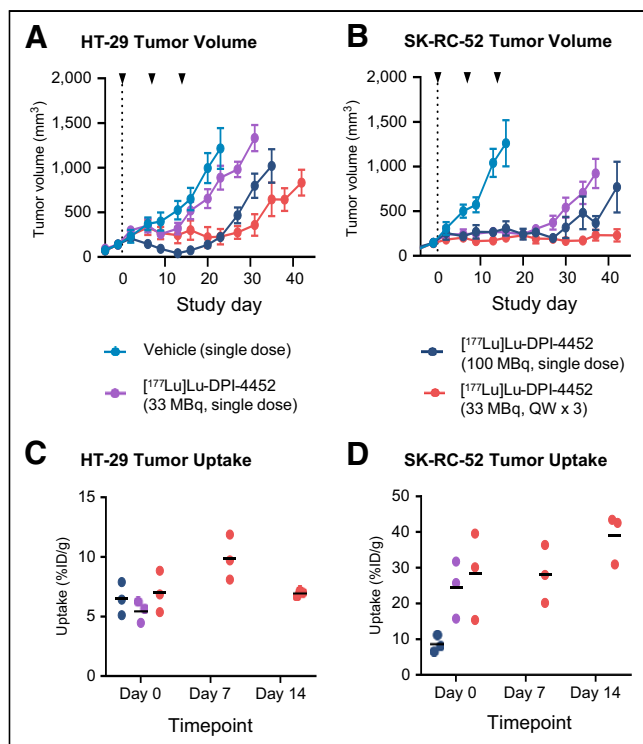 A HT-29 Tumor Volume
2,000
1,500
1,000
500
0
Tumor volume (mm³)
0 10 20 30 40
Study day
B SK-RC-52 Tumor Volume
2,000
1,500
1,000
500
0
Tumor volume (mm³)
0 10 20 30 40
Study day
Vehicle (single dose)
[¹⁷⁷Lu]Lu-DPI-4452
(33 MBq, single dose)
[¹⁷⁷Lu]Lu-DPI-4452
(100 MBq, single dose)
[¹⁷⁷Lu]Lu-DPI-4452
(33 MBq, QW x 3)
C HT-29 Tumor Uptake
15
10
5
0
Uptake (%ID/g)
Day 0 Day 7 Day 14
Timepoint
D SK-RC-52 Tumor Uptake
50
40
30
20
10
0
Uptake (%ID/g)
Day 0 Day 7 Day 14
Timepoint